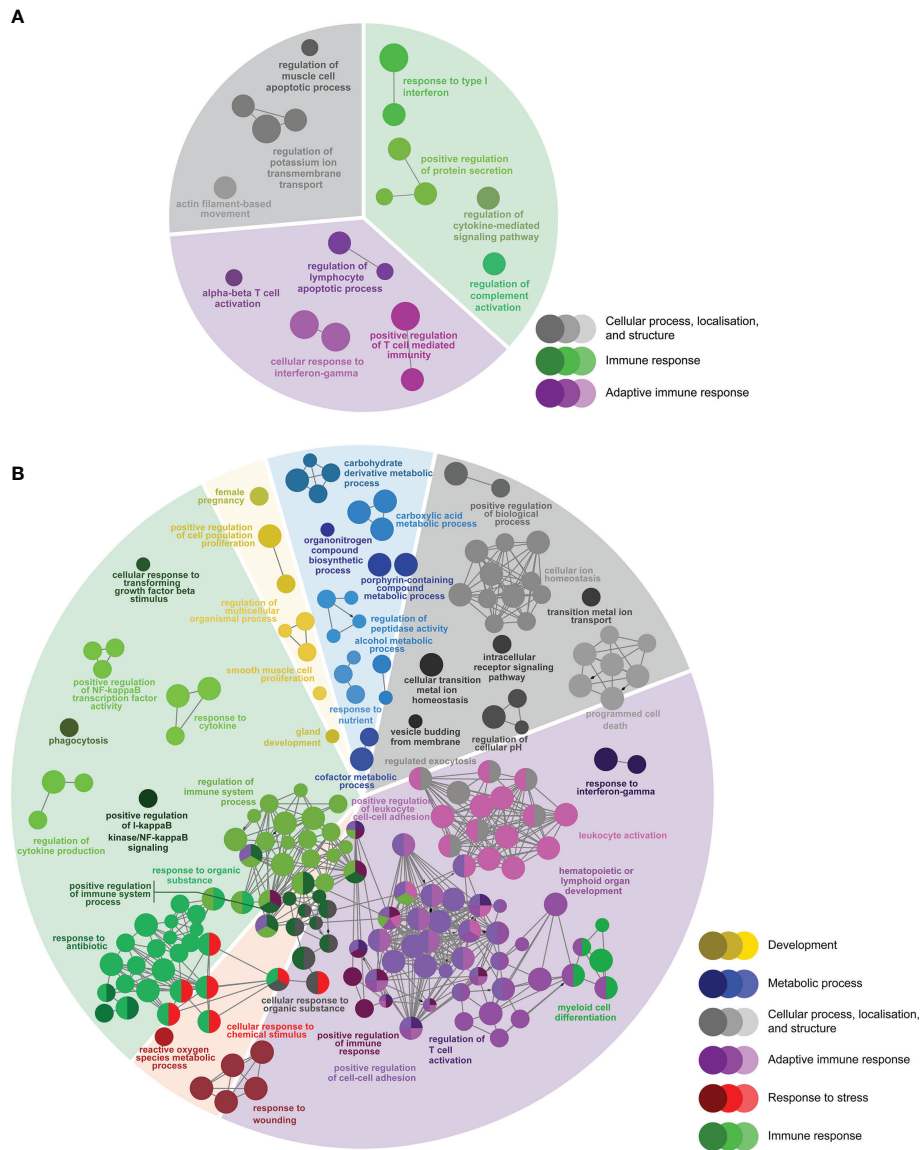 A
regulation of
muscle cell
apoptotic process
response to type I
interferon
positive regulation
of protein secretion
regulation of
potassium ion
transmembrane
transport
actin filament-based
movement
regulation of
cytokine-mediated
signaling pathway
regulation of
complement
activation
regulation of
lymphocyte
apoptotic process
alpha-beta T cell
activation
positive regulation
of T cell mediated
immunity
cellular response to
interferon-gamma
Cellular process, localisation,
and structure
Immune response
Adaptive immune response
B
female
pregnancy
positive regulation
of cell population
proliferation
regulation of
multicellular
organismal process
smooth muscle cell
proliferation
gland
development
carbohydrate
derivative metabolic
process
carboxylic acid
metabolic process
organonitrogen
compound
biosynthetic
process
porphyrin-containing
compound
metabolic process
regulation of
peptidase activity
alcohol metabolic
process
response to
nutrient
cofactor metabolic
process
positive regulation
of biological
process
cellular ion
homeostasis
transition metal ion
transport
intracellular
receptor signaling
pathway
cellular transition
metal ion
homeostasis
programmed cell
death
vesicle budding
from membrane
regulation of
cellular pH
cellular response to
transforming
growth factor beta
stimulus
positive regulation
of NF-kappaB
transcription factor
activity
response to
cytokine
phagocytosis
regulation of
cytokine production
positive regulation
of I-kappaB
kinase/NF-kappaB
signaling
regulation of
immune system
process
response to organic
substance
positive regulation
of immune system
process
response to
antibiotic
regulated exocytosis
response to
interferon-gamma
positive regulation
of leukocyte
cell-cell adhesion
leukocyte activation
hematopoietic or
lymphoid organ
development
myeloid cell
differentiation
cellular response to
organic substance
cellular response to
chemical stimulus
reactive oxygen
species metabolic
process
response to
wounding
positive regulation
of immune
response
regulation of
T cell
activation
positive regulation
of cell-cell adhesion
Development
Metabolic process
Cellular process, localisation,
and structure
Adaptive immune response
Response to stress
Immune response